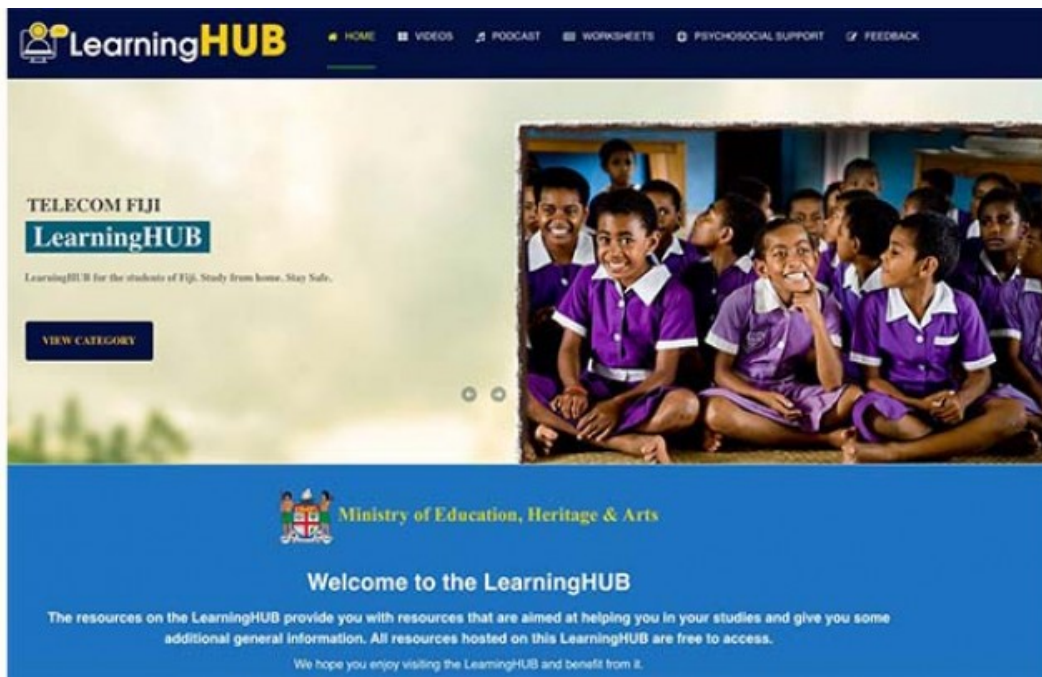 LearningHUB
HOME VIDEOS PODCAST WORKSHEETS PSYCHOSOCIAL SUPPORT FEEDBACK
TELECOM FIJI
LearningHUB
LearningHUB for the students of Fiji. Study from home. Stay Safe.
VIEW CATEGORY
Ministry of Education, Heritage & Arts
Welcome to the LearningHUB
The resources on the LearningHUB provide you with resources that are aimed at helping you in your studies and give you some
additional general information. All resources hosted on this LearningHUB are free to access.
We hope you enjoy visiting the LearningHUB and benefit from it.